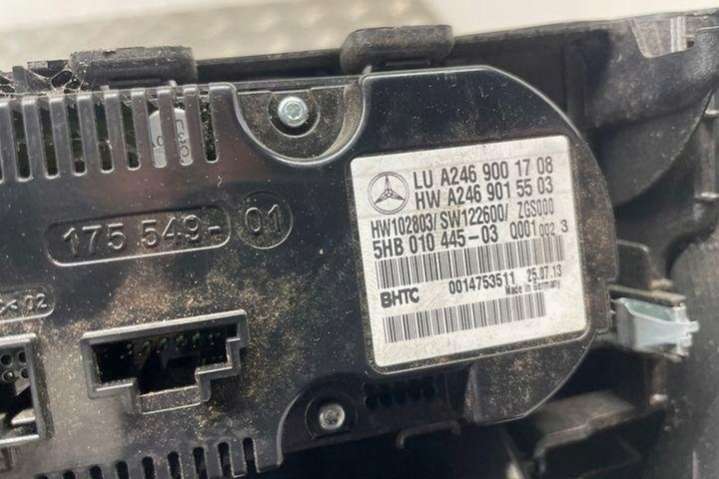 LU A246 900 17 08
HW A246 901 55 03
HW102803/SW122600/ ZGS000
5HB 010 445-03 Q001 002 3
0014753511 25.07.13
BHTC Made in Germany
175 549- 01